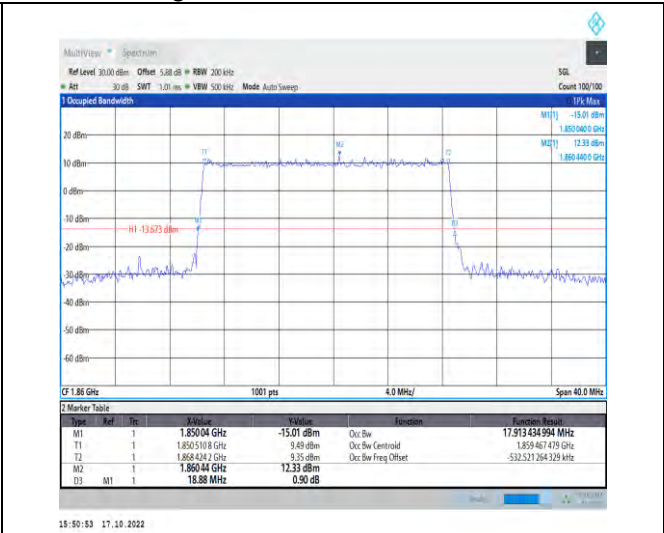 MultiView Spectrum
Ref Level 30.00 dBm Offset 5.88 dB RBW 200 kHz SGL
Att 30 dB SWT 1.01 ms VBW 500 kHz Mode Auto Sweep Count 100/100
1 Occupied Bandwidth 1Pk Max
M1[1] -15.01 dBm
1.850 040 0 GHz
20 dBm M2[1] 12.33 dBm
1.860 440 0 GHz
T1 M2 T2
10 dBm
0 dBm
-10 dBm
M1 D3
H1 -13.673 dBm
-20 dBm
-30 dBm
-40 dBm
-50 dBm
-60 dBm
CF 1.86 GHz 1001 pts 4.0 MHz/ Span 40.0 MHz
2 Marker Table
Type Ref Trc X-Value Y-Value Function Function Result
M1 1 1.85004 GHz -15.01 dBm Occ Bw 17.913 434 994 MHz
T1 1 1.850 510 8 GHz 9.49 dBm Occ Bw Centroid 1.859 467 479 GHz
T2 1 1.868 424 2 GHz 9.35 dBm Occ Bw Freq Offset -532.521 264 329 kHz
M2 1 1.86044 GHz 12.33 dBm
D3 M1 1 18.88 MHz 0.90 dB
15:50:53 17.10.2022